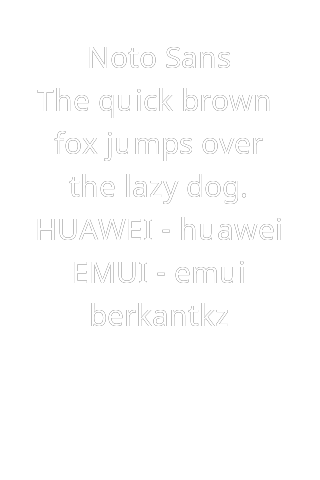 Noto Sans
The quick brown
fox jumps over
the lazy dog.
HUAWEI - huawei
EMUI - emui
berkantkz